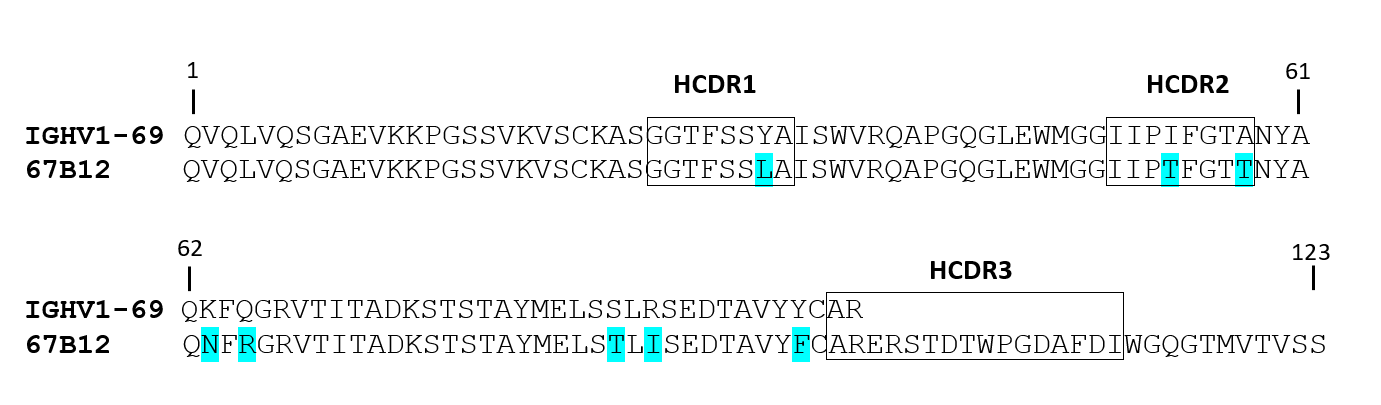 1 HCDR1 HCDR2 61
IGHV1-69 QVQLVQSGAEVKKPGSSVKVSCKASGGTFSSYAISWVRQAPGQGLEWMGGIIPIFGTANYA
67B12 QVQLVQSGAEVKKPGSSVKVSCKASGGTFSSLAISWVRQAPGQGLEWMGGIIPTFGTTNYA
62 HCDR3 123
IGHV1-69 QKFQGRVTITADKSTSTAYMELSSLRSEDTAVYYCAR
67B12 QNFRGRVTITADKSTSTAYMELSTLISEDTAVYFCARERSTDTWPGDAFDIWGQGTMVTVSS